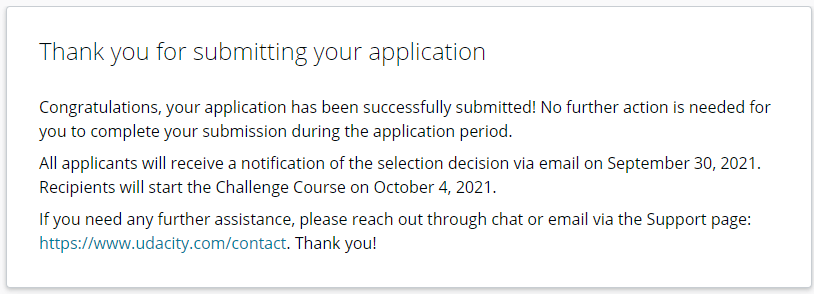 Thank you for submitting your application
Congratulations, your application has been successfully submitted! No further action is needed for
you to complete your submission during the application period.
All applicants will receive a notification of the selection decision via email on September 30, 2021.
Recipients will start the Challenge Course on October 4, 2021.
If you need any further assistance, please reach out through chat or email via the Support page:
https://www.udacity.com/contact. Thank you!